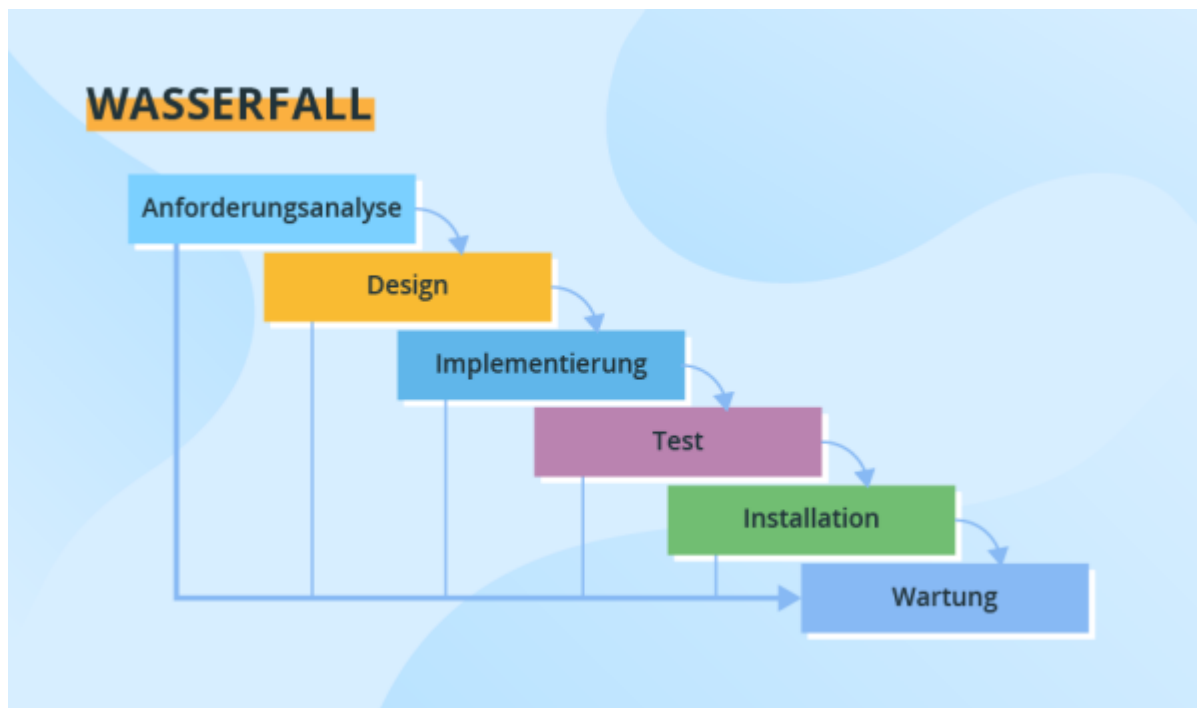 WASSERFALL
Anforderungsanalyse
Design
Implementierung
Test
Installation
Wartung